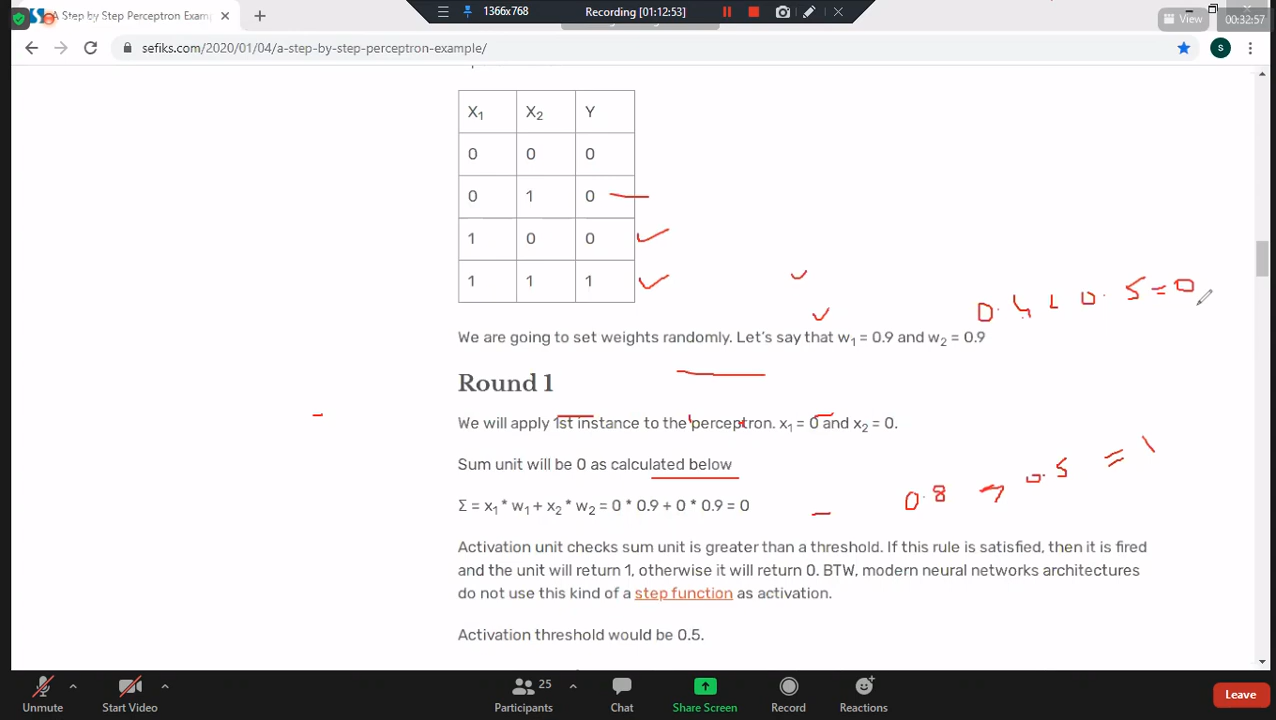 A Step by Step Perceptron Examp
1366x768
Recording [01:12:53]
View
00:32:57
sefiks.com/2020/01/04/a-step-by-step-perceptron-example/
S
X1 X2 Y
0 0 0
0 1 0
1 0 0
1 1 1
0.4 < 0.5 = 0
We are going to set weights randomly. Let's say that w1 = 0.9 and w2 = 0.9
Round 1
We will apply 1st instance to the perceptron. x1 = 0 and x2 = 0.
Sum unit will be 0 as calculated below
0.8 > 0.5 = 1
Σ = x1 * w1 + x2 * w2 = 0 * 0.9 + 0 * 0.9 = 0
Activation unit checks sum unit is greater than a threshold. If this rule is satisfied, then it is fired
and the unit will return 1, otherwise it will return 0. BTW, modern neural networks architectures
do not use this kind of a step function as activation.
Activation threshold would be 0.5.
25
Unmute Start Video Participants Chat Share Screen Record Reactions Leave